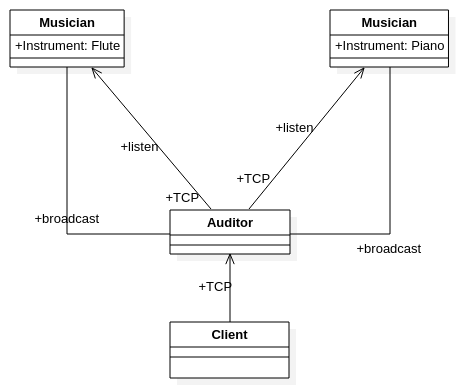 Musician
+Instrument: Flute
Musician
+Instrument: Piano
+listen
+listen
+TCP
+TCP
+broadcast
Auditor
+broadcast
+TCP
Client